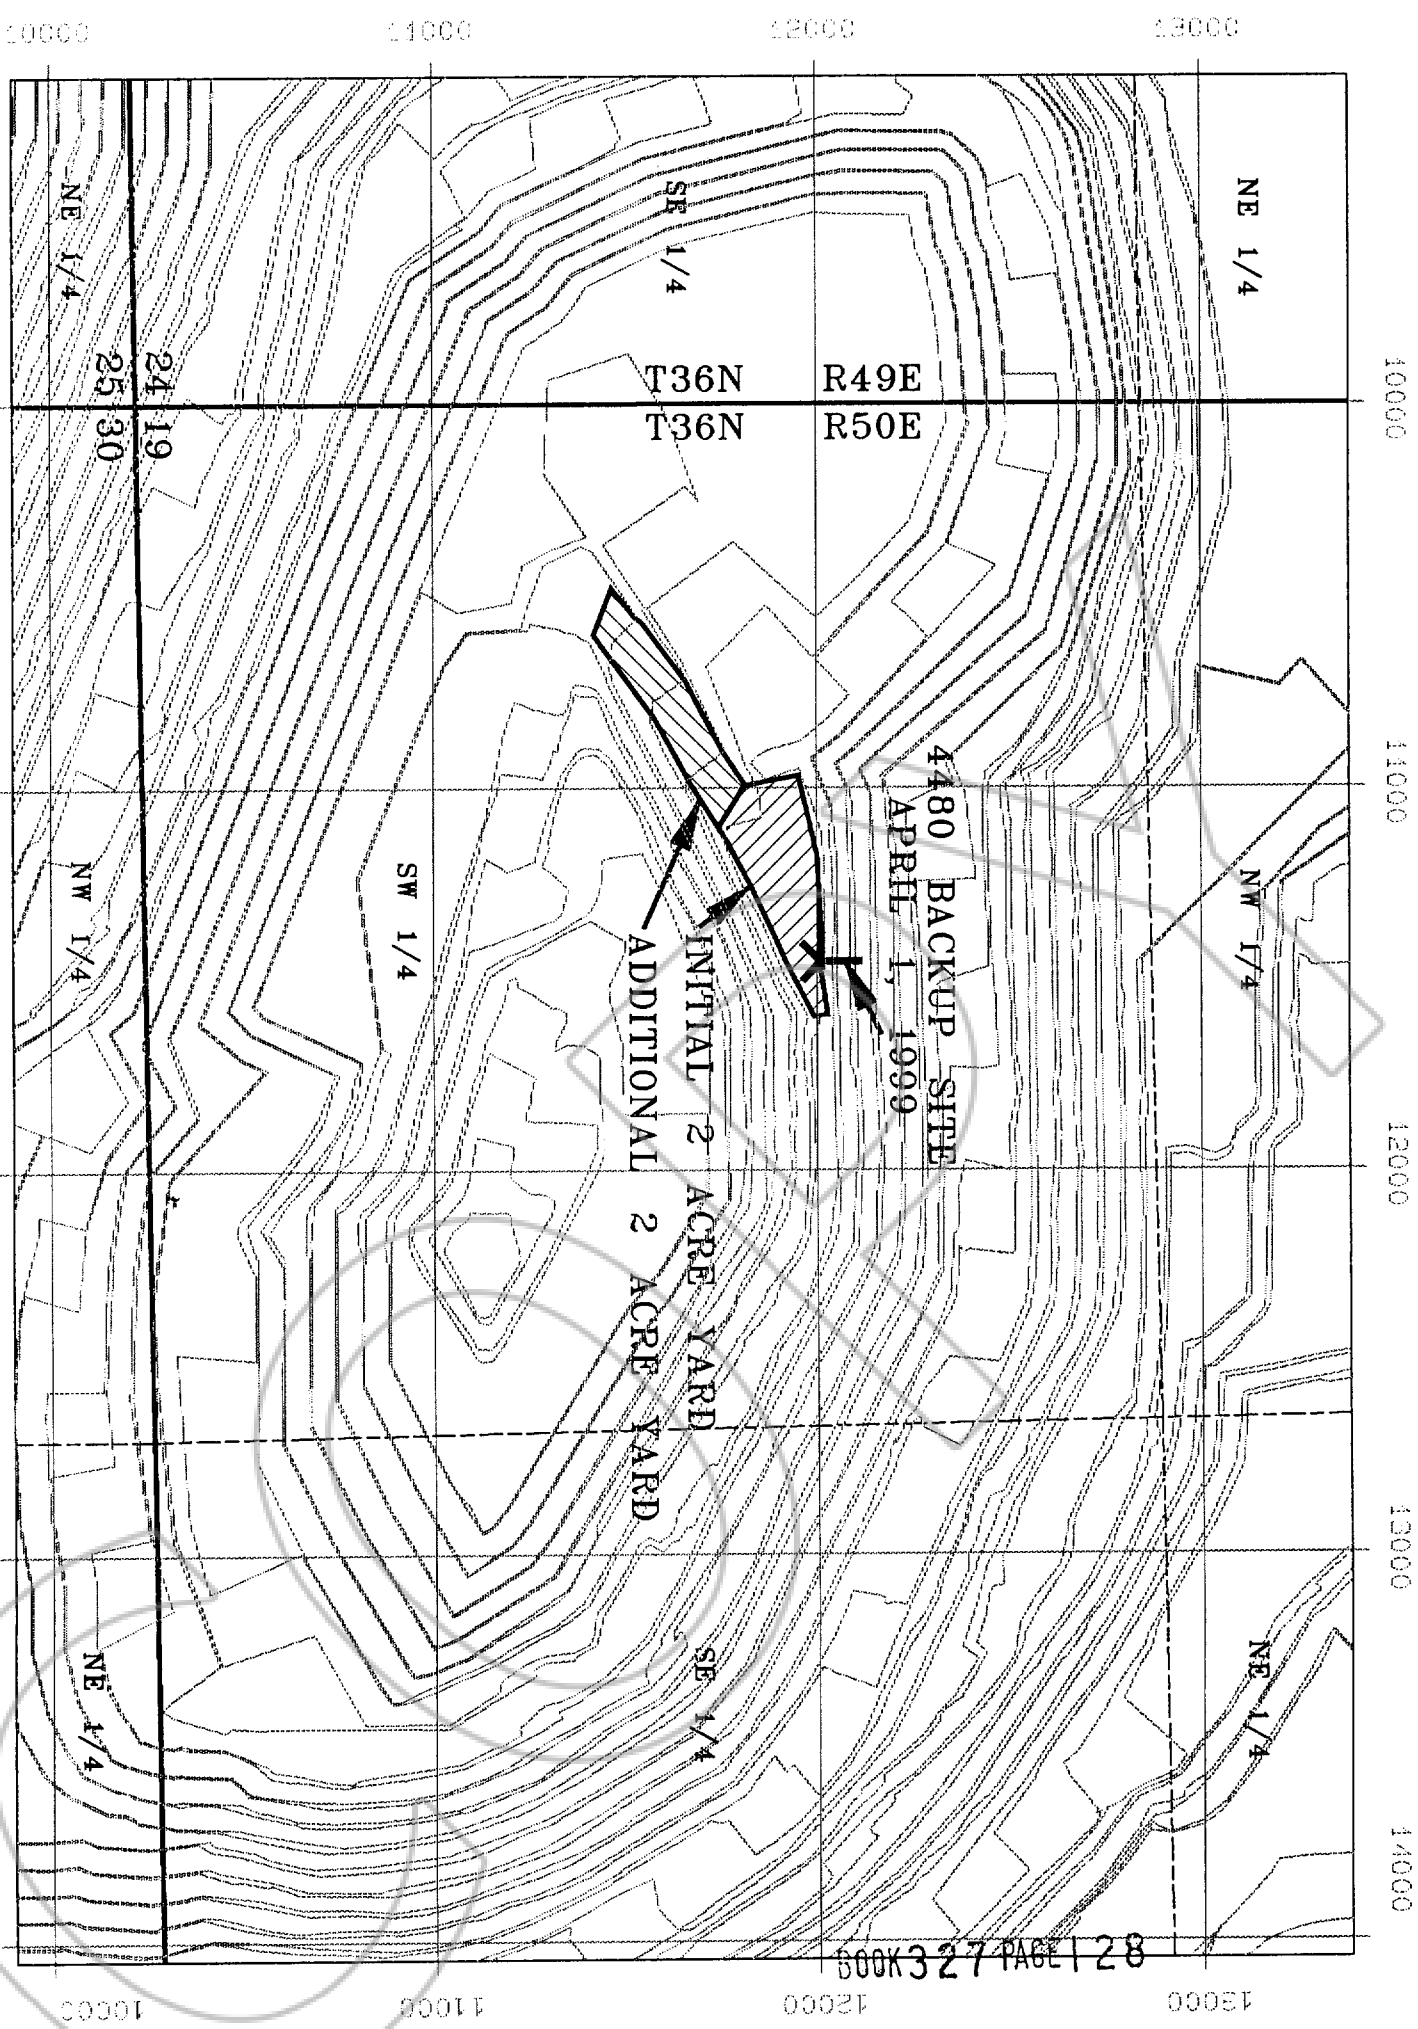 10000
11000
12000
13000
NE 1/4
SE 1/4
NE 1/4
T36N R49E
T36N R50E
24 19
25 30
10000
11000
12000
13000
14000
4480 BACKUP SITE
APRIL 1, 1999
INITIAL 2 ACRE YARD
ADDITIONAL 2 ACRE YARD
NW 1/4
SW 1/4
NW 1/4
NE 1/4
SE 1/4
NE 1/4
BOOK 327 PAGE 128
10000
11000
12000
13000